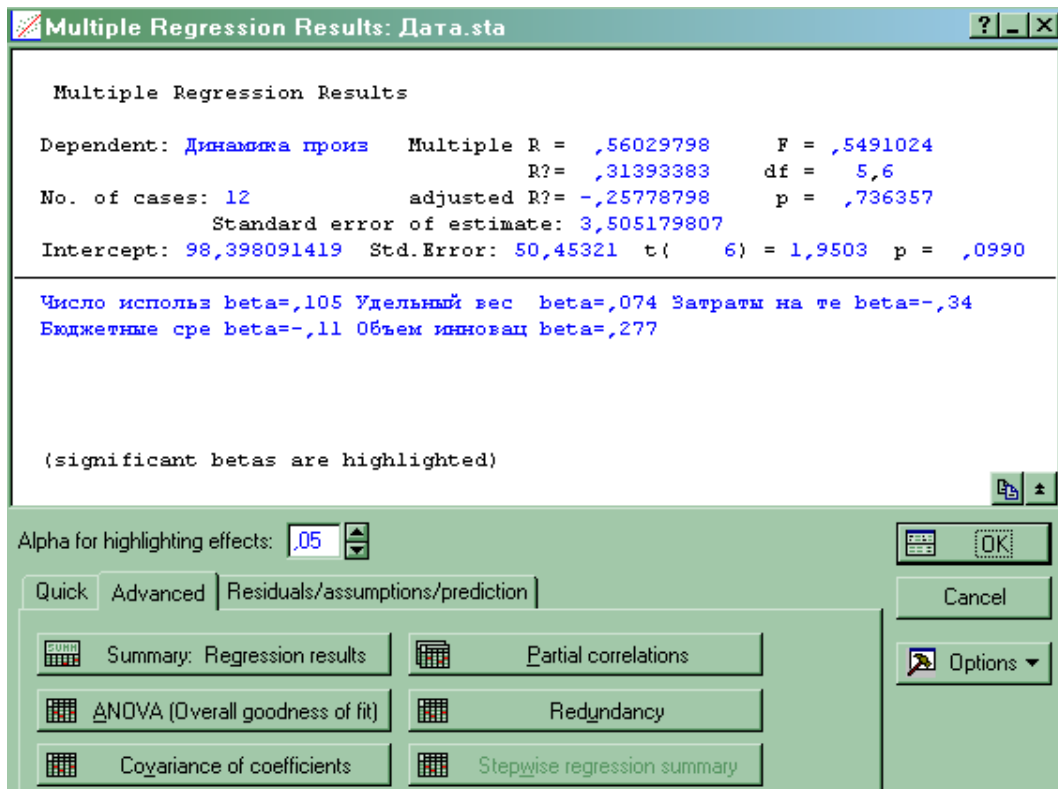 Multiple Regression Results: Дата.sta
Multiple Regression Results
Dependent: Динамика произ Multiple R = ,56029798 F = ,5491024
R?= ,31393383 df = 5,6
No. of cases: 12 adjusted R?= -,25778798 p = ,736357
Standard error of estimate: 3,505179807
Intercept: 98,398091419 Std.Error: 50,45321 t( 6) = 1,9503 p = ,0990
Число использ beta=,105 Удельный вес beta=,074 Затраты на те beta=-,34
Бюджетные сре beta=-,11 Объем инновац beta=,277
(significant betas are highlighted)
Alpha for highlighting effects: ,05
OK
Quick Advanced Residuals/assumptions/prediction
Cancel
Summary: Regression results Partial correlations
Options
ANOVA (Overall goodness of fit) Redundancy
Covariance of coefficients Stepwise regression summary